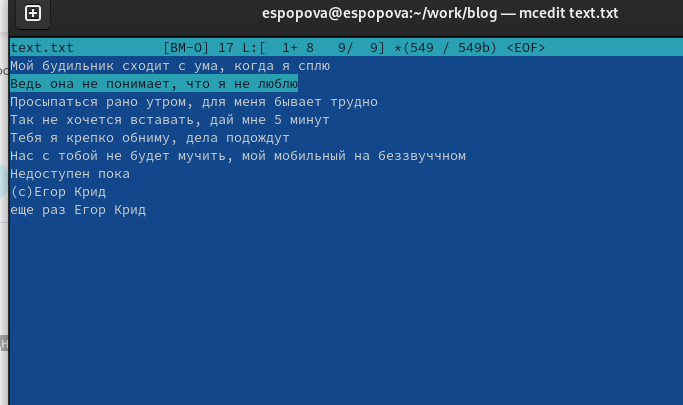 espopova@espopova:~/work/blog — mcedit text.txt
text.txt [BM-O] 17 L:[ 1+ 8 9/ 9] *(549 / 549b) <EOF>
Мой будильник сходит с ума, когда я сплю
Ведь она не понимает, что я не люблю
Просыпаться рано утром, для меня бывает трудно
Так не хочется вставать, дай мне 5 минут
Тебя я крепко обниму, дела подождут
Нас с тобой не будет мучить, мой мобильный на беззвуччном
Недоступен пока
(с)Егор Крид
еще раз Егор Крид